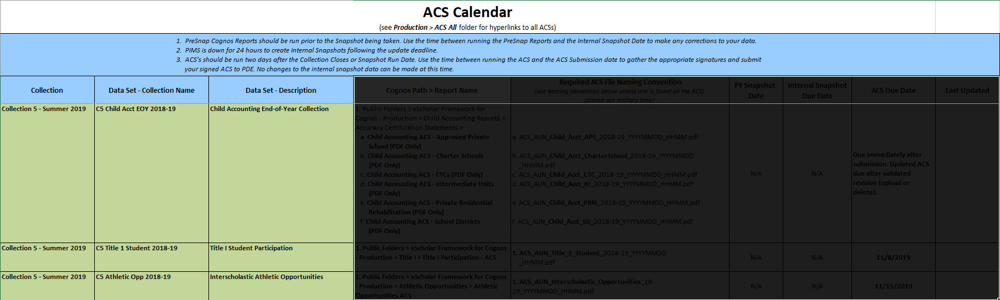 ACS Calendar
(see Production > ACS All folder for hyperlinks to all ACSs)
1. PreSnap Cognos Reports should be run prior to the Snapshot being taken. Use the time between running the PreSnap Reports and the Internal Snapshot Date to make any corrections to your data.
2. PIMS is down for 24 hours to create Internal Snapshots following the update deadline.
3. ACS's should be run two days after the Collection Closes or Snapshot Run Date. Use the time between running the ACS and the ACS Submission date to gather the appropriate signatures and submit
your signed ACS to PDE. No changes to the internal snapshot data can be made at this time.
Collection
Data Set - Collection Name
Data Set - Description
Cognos Path > Report Name
Required ACS File Naming Convention
(use naming convention below unless one is found on the ACS)
(please use military time)
PY Snapshot
Date
Internal Snapshot
Due Date
ACS Due Date
Last Updated
Collection 5 - Summer 2019
C5 Child Acct EOY 2018-19
Child Accounting End-of-Year Collection
1. Public Folders > eScholar Framework for
Cognos - Production > Child Accounting Reports >
Accuracy Certification Statements >
a. Child Accounting ACS - Approved Private
School (PDF Only)
b. Child Accounting ACS - Charter Schools
(PDF Only)
c. Child Accounting ACS - CTCs (PDF Only)
d. Child Accounting ACS - Intermediate Units
(PDF Only)
e. Child Accounting ACS - Private Residential
Rehabilitation (PDF Only)
f. Child Accounting ACS - School Districts
(PDF Only)
a. ACS_AUN_Child_Acct_APS_2018-19_YYYYMMDD_HHMM.pdf
b. ACS_AUN_Child_Acct_CharterSchool_2018-19_YYYYMMDD
_HHMM.pdf
c. ACS_AUN_Child_Acct_CTC_2018-19_YYYYMMDD_HHMM.pdf
d. ACS_AUN_Child_Acct_IU_2018-19_YYYYMMDD_HHMM.pdf
e. ACS_AUN_Child_Acct_PRRI_2018-19_YYYYMMDD_HHMM.pdf
f. ACS_AUN_Child_Acct_SD_2018-19_YYYYMMDD_HHMM.pdf
N/A
N/A
Due immediately after
submission. Updated ACS
due after validated
revision (upload or
delete).
Collection 5 - Summer 2019
C5 Title 1 Student 2018-19
Title I Student Participation
1. Public Folders > eScholar Framework for Cognos
- Production > Title I > Title I Participation - ACS
1. ACS_AUN_Title_1_Student_2018-19_YYYYMMDD
_HHMM.pdf
N/A
N/A
11/8/2019
Collection 5 - Summer 2019
C5 Athletic Opp 2018-19
Interscholastic Athletic Opportunities
1. Public Folders > eScholar Framework for Cognos
- Production > Athletic Opportunities > Athletic
Opportunities ACS
1. ACS_AUN_Interscholastic_Opportunities_18-
19_YYYYMMDD_HHMM.pdf
N/A
N/A
11/15/2019